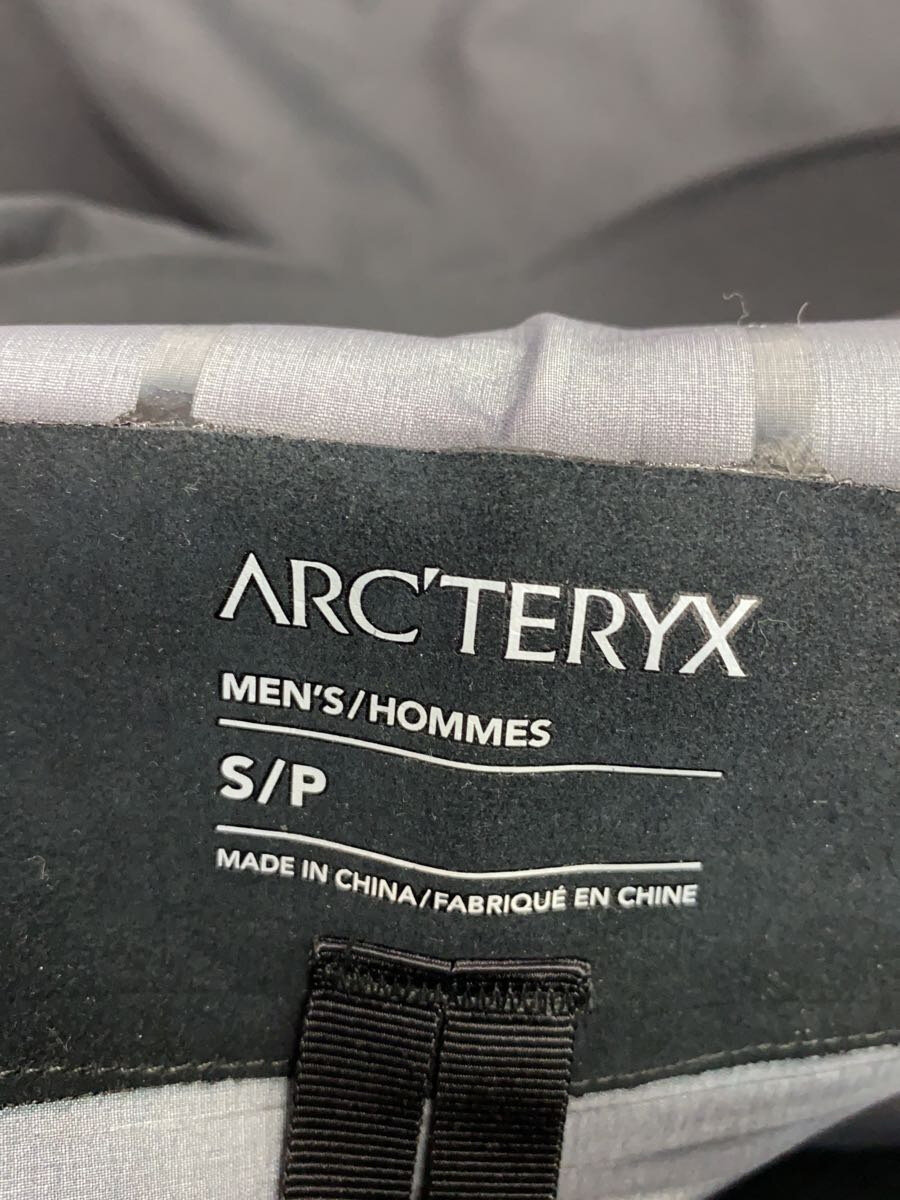 ARC'TERYX
MEN'S/HOMMES
S/P
MADE IN CHINA/FABRIQUÉ EN CHINE